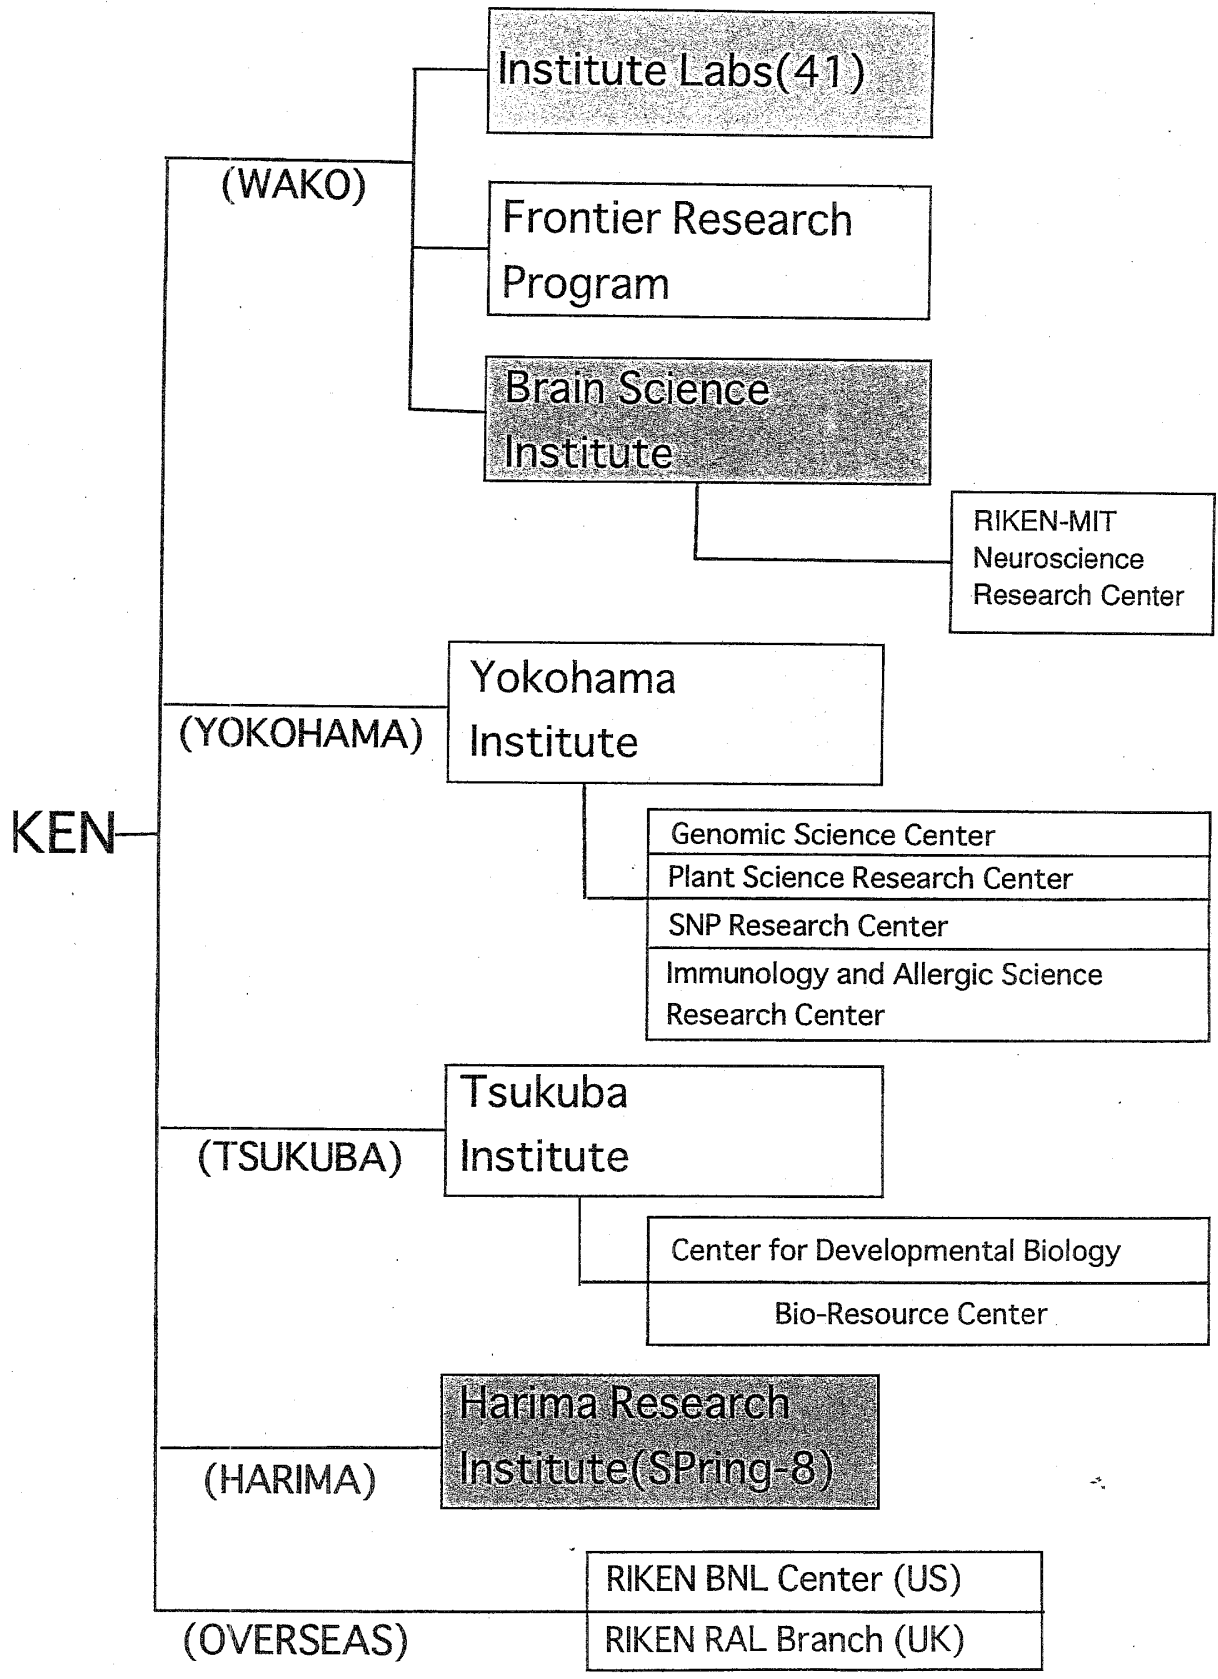 Institute Labs(41)
(WAKO)
Frontier Research
Program
Brain Science
Institute
RIKEN-MIT
Neuroscience
Research Center
Yokohama
Institute
(YOKOHAMA)
KEN
Genomic Science Center
Plant Science Research Center
SNP Research Center
Immunology and Allergic Science
Research Center
Tsukuba
Institute
(TSUKUBA)
Center for Developmental Biology
Bio-Resource Center
Harima Research
Institute(SPring-8)
(HARIMA)
RIKEN BNL Center (US)
RIKEN RAL Branch (UK)
(OVERSEAS)